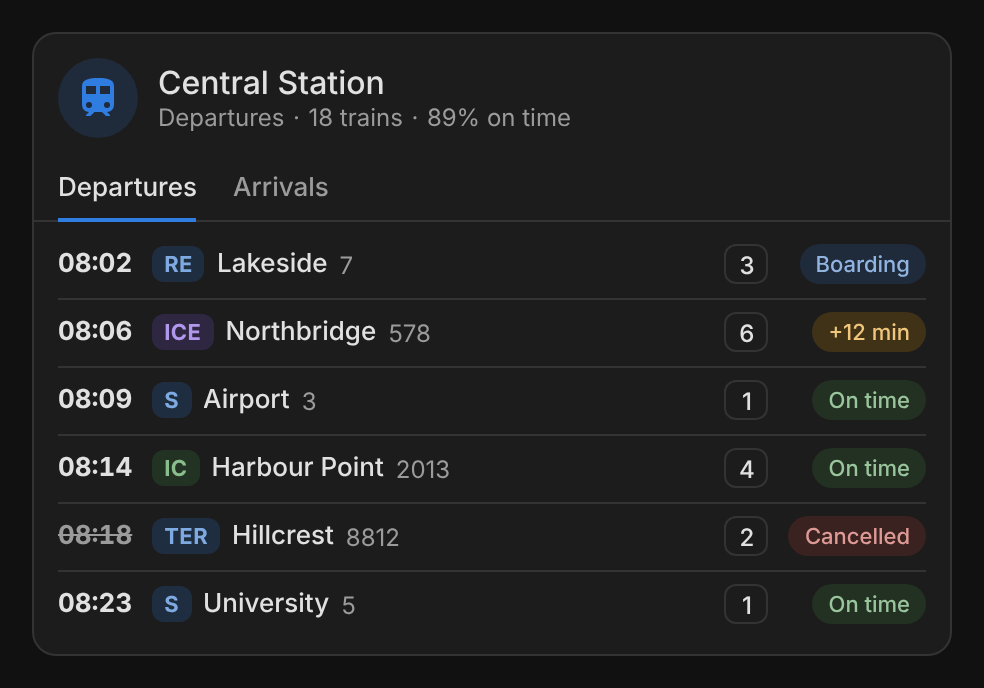 Central Station
Departures · 18 trains · 89% on time
Departures Arrivals
08:02 RE Lakeside 7 3 Boarding
08:06 ICE Northbridge 578 6 +12 min
08:09 S Airport 3 1 On time
08:14 IC Harbour Point 2013 4 On time
08:18 TER Hillcrest 8812 2 Cancelled
08:23 S University 5 1 On time